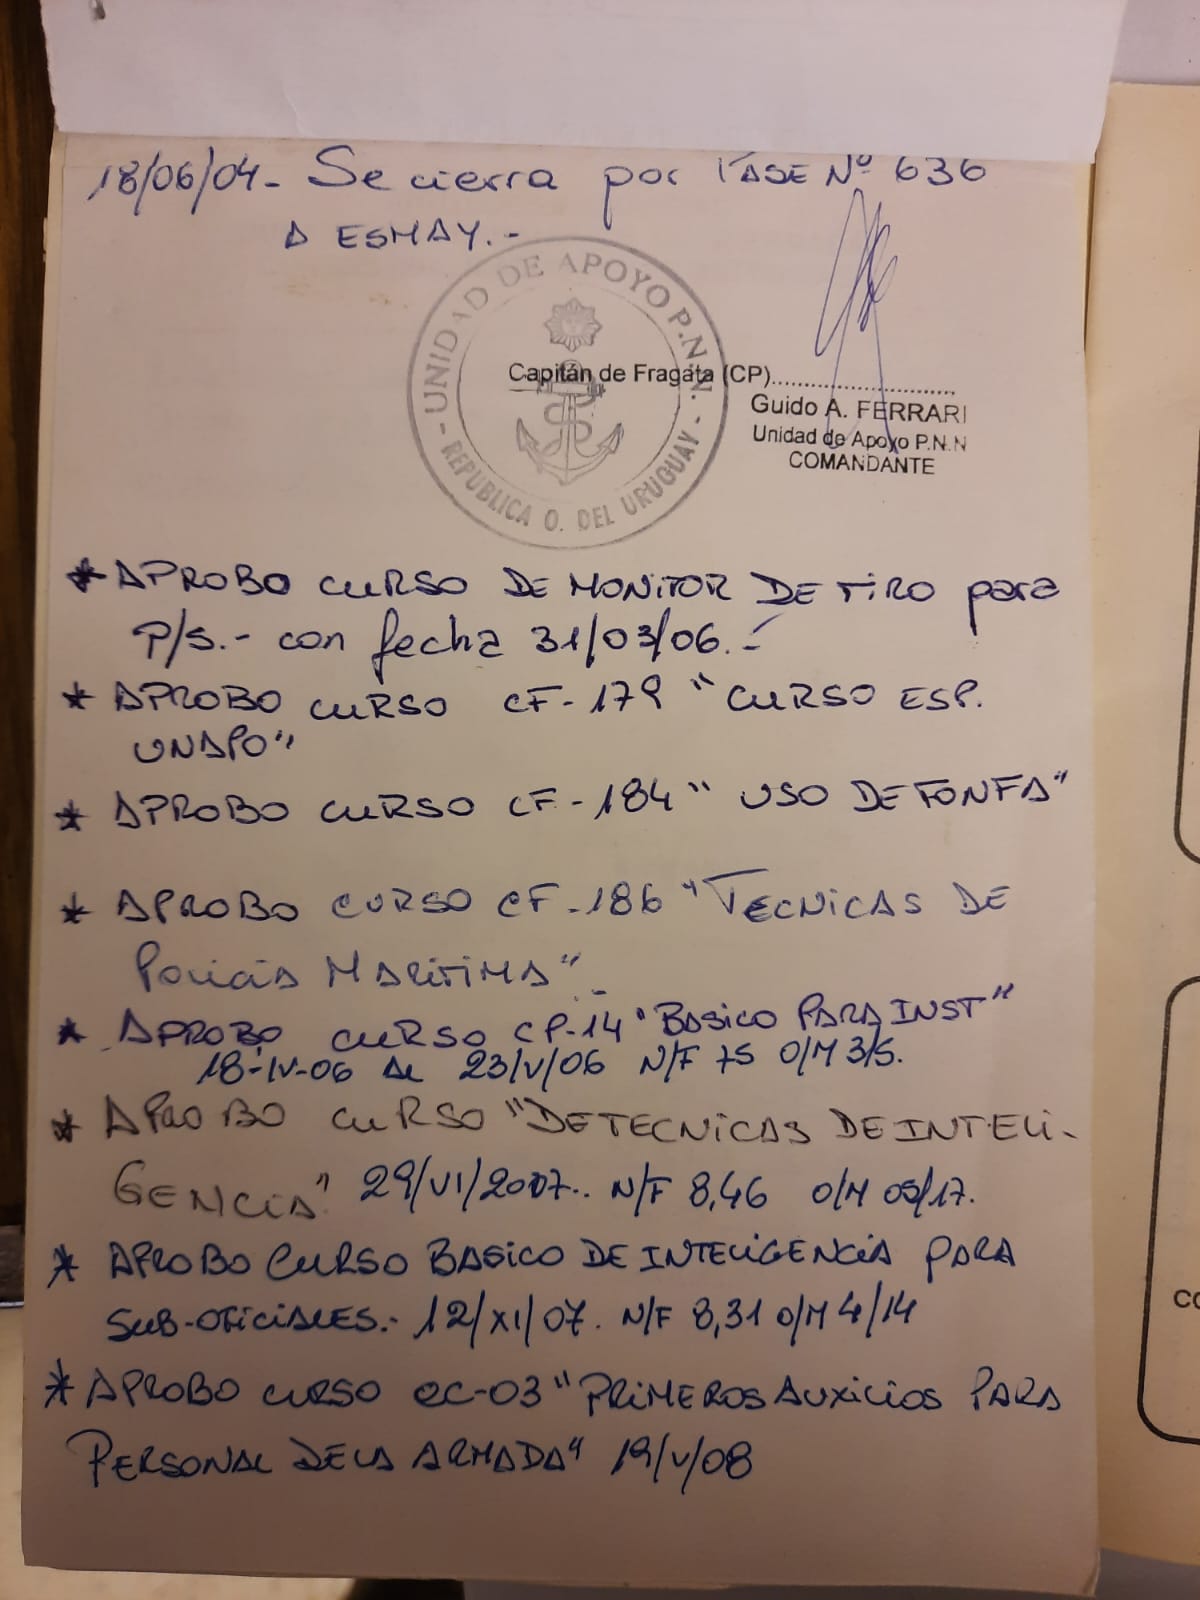 18/06/04.- Se cierra por PASE Nº 636
A ESMAY.-
- UNIDAD DE APOYO P.N.N. -
REPUBLICA O. DEL URUGUAY
Capitán de Fragata (CP)..............................
Guido A. FERRARI
Unidad de Apoyo P.N.N
COMANDANTE
* APROBO CURSO DE MONITOR DE TIRO para
P/S.- con fecha 31/03/06.-
* APROBO CURSO CF-179 "CURSO ESP.
UNAPO"
* APROBO CURSO CF-184 " USO DE TONFA"
* APROBO CURSO CF-186 "TECNICAS DE
POLICIA MARITIMA"
* APROBO CURSO CP-14 "BASICO PARA INST"
18-IV-06 AL 23/V/06 N/F 75 O/M 3/5.
* APROBO CURSO "DE TECNICAS DE INTELI-
GENCIA" 29/VI/2007.. N/F 8,46 O/M 05/17.
* APROBO CURSO BASICO DE INTELIGENCIA PARA
SUB-OFICIALES.- 12/XI/07. N/F 8,31 O/M 4/14
* APROBO CURSO CC-03 "PRIMEROS AUXILIOS PARA
PERSONAL DE LA ARMADA" 19/V/08
CO